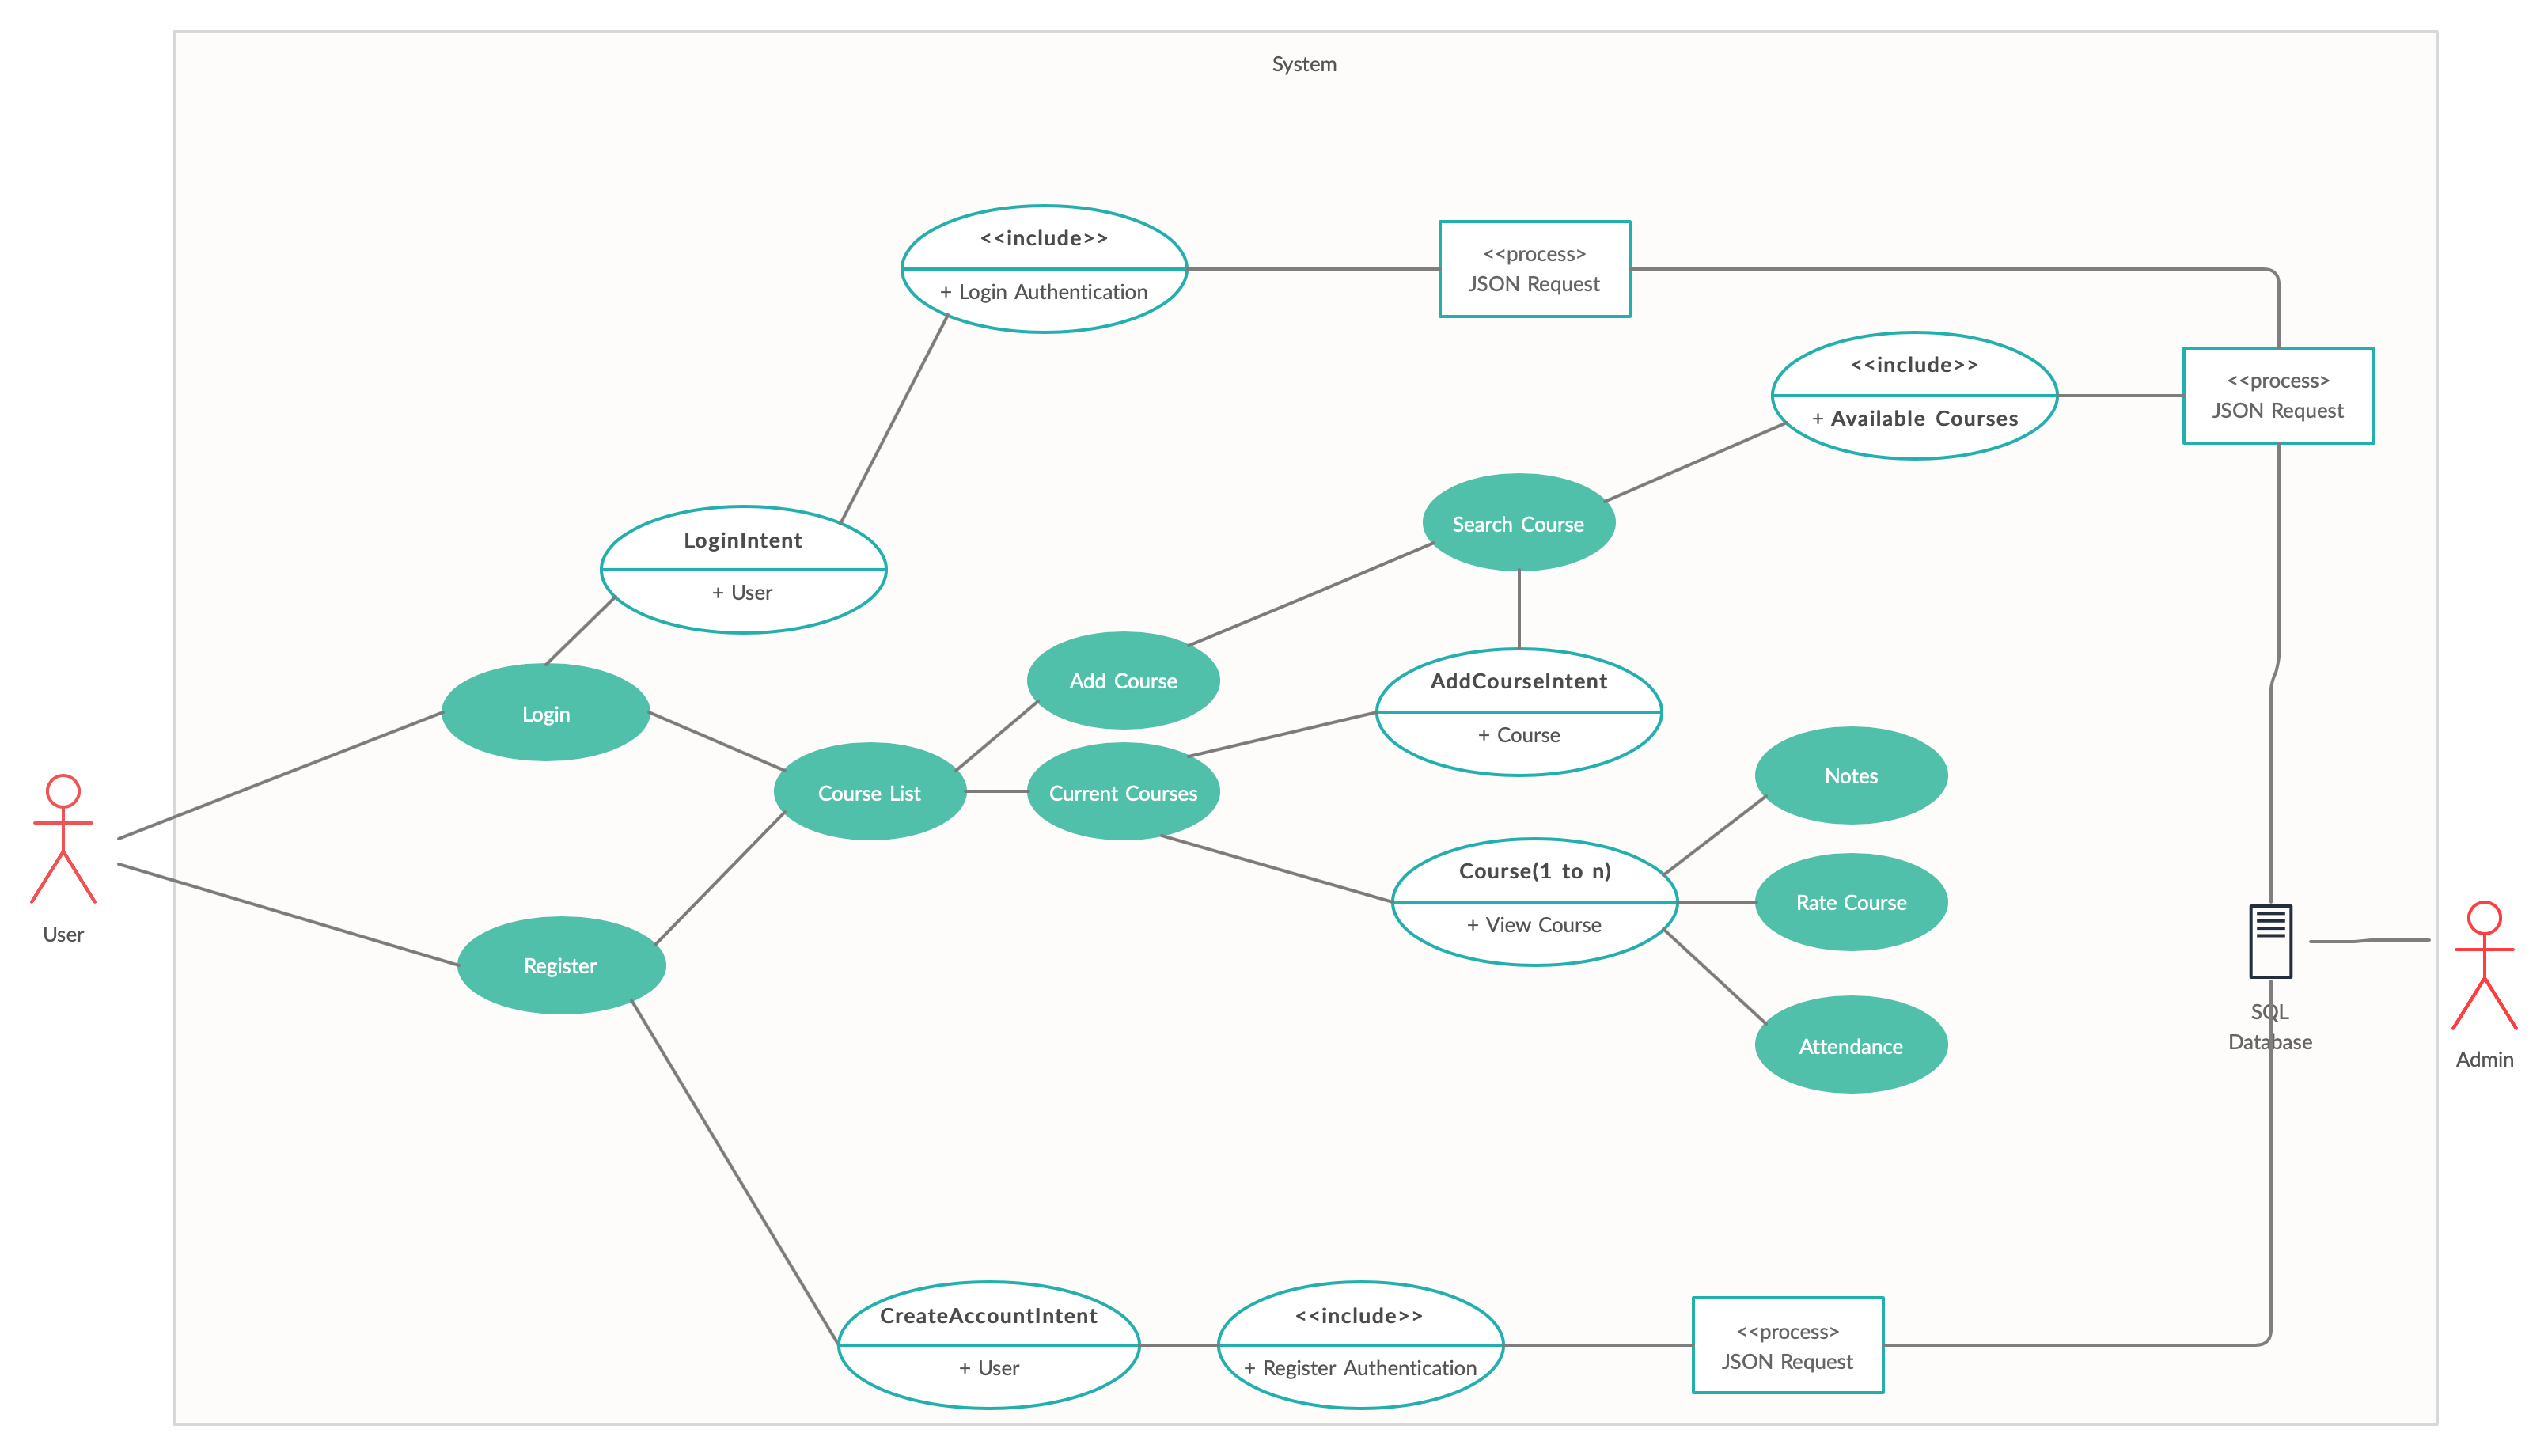 System
<<include>>
+ Login Authentication
<<process>
JSON Request
<<include>>
+ Available Courses
<<process>
JSON Request
Search Course
LoginIntent
+ User
Add Course
AddCourseIntent
+ Course
Login
Course List
Current Courses
Notes
Course(1 to n)
+ View Course
Rate Course
User
Register
Attendance
SQL
Database
Admin
CreateAccountIntent
+ User
<<include>>
+ Register Authentication
<<process>
JSON Request